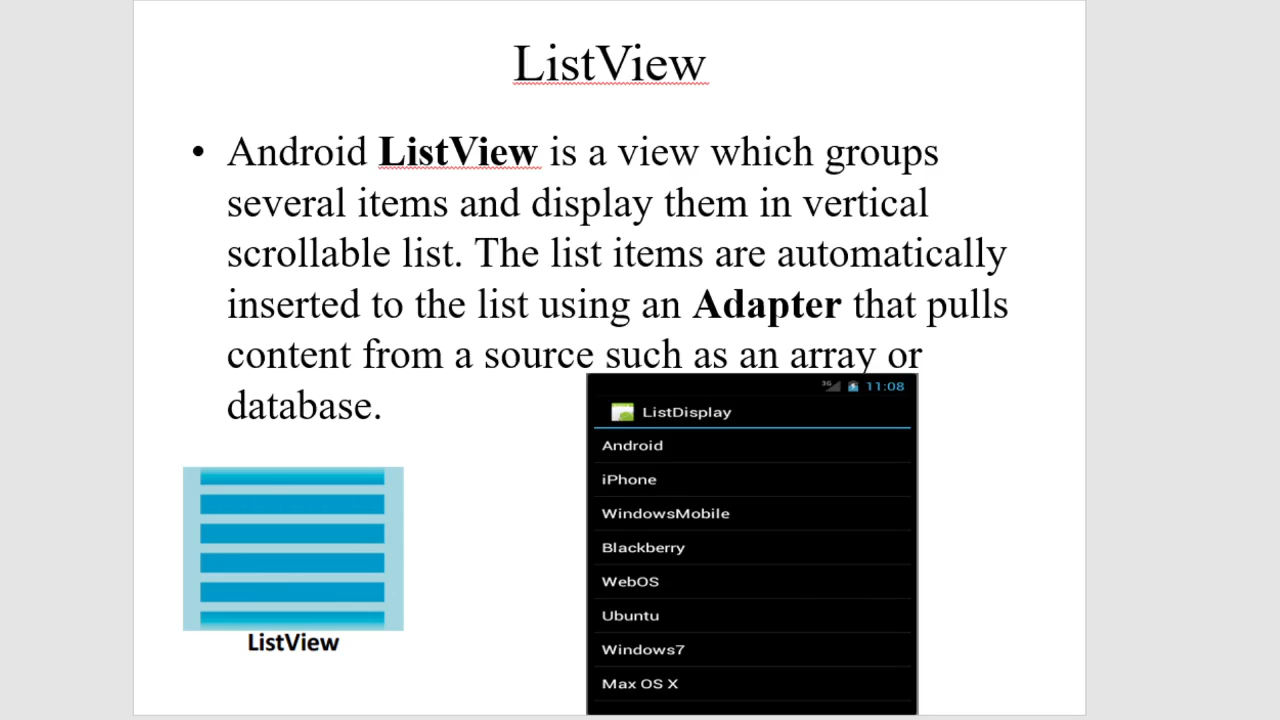 ListView
• Android ListView is a view which groups
several items and display them in vertical
scrollable list. The list items are automatically
inserted to the list using an Adapter that pulls
content from a source such as an array or
database.
3G 11:08
ListDisplay
Android
iPhone
WindowsMobile
Blackberry
WebOS
Ubuntu
Windows7
Max OS X
ListView